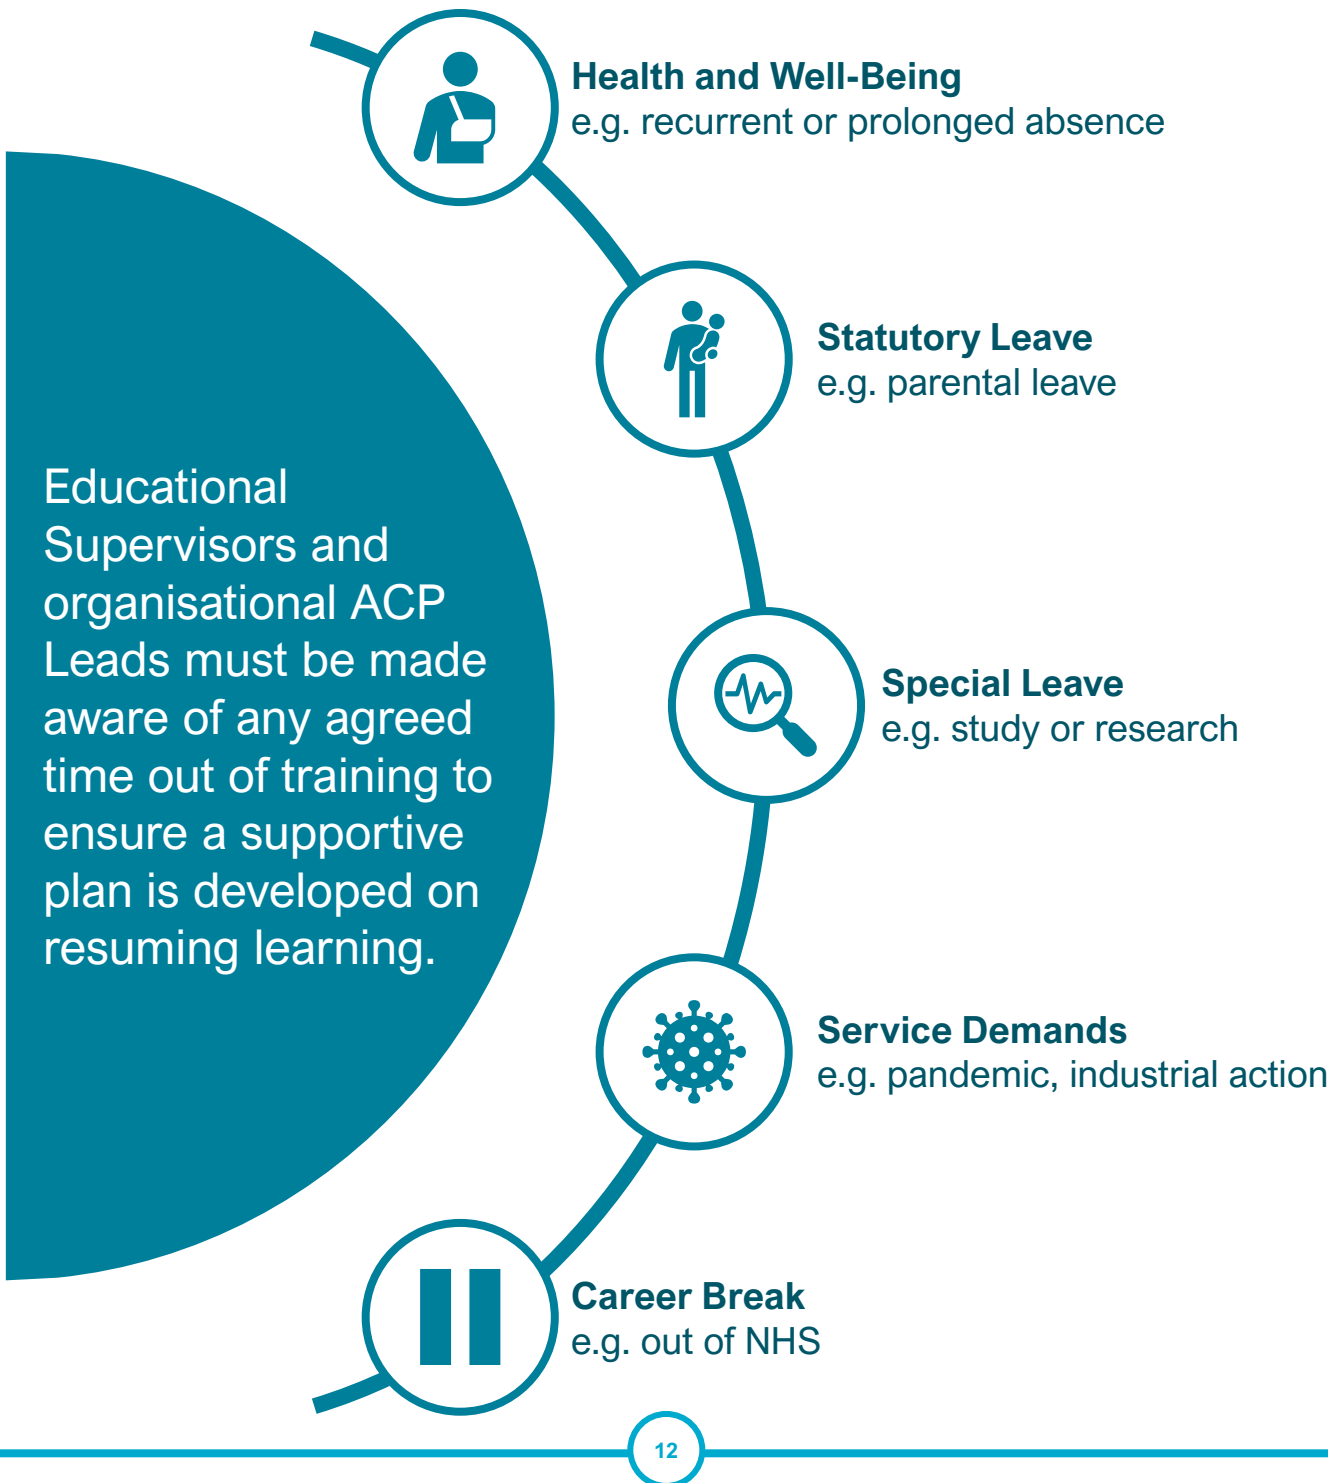 Health and Well-Being
e.g. recurrent or prolonged absence
Statutory Leave
e.g. parental leave
Educational
Supervisors and
organisational ACP
Leads must be made
aware of any agreed
time out of training to
ensure a supportive
plan is developed on
resuming learning.
Special Leave
e.g. study or research
Service Demands
e.g. pandemic, industrial action
Career Break
e.g. out of NHS
12